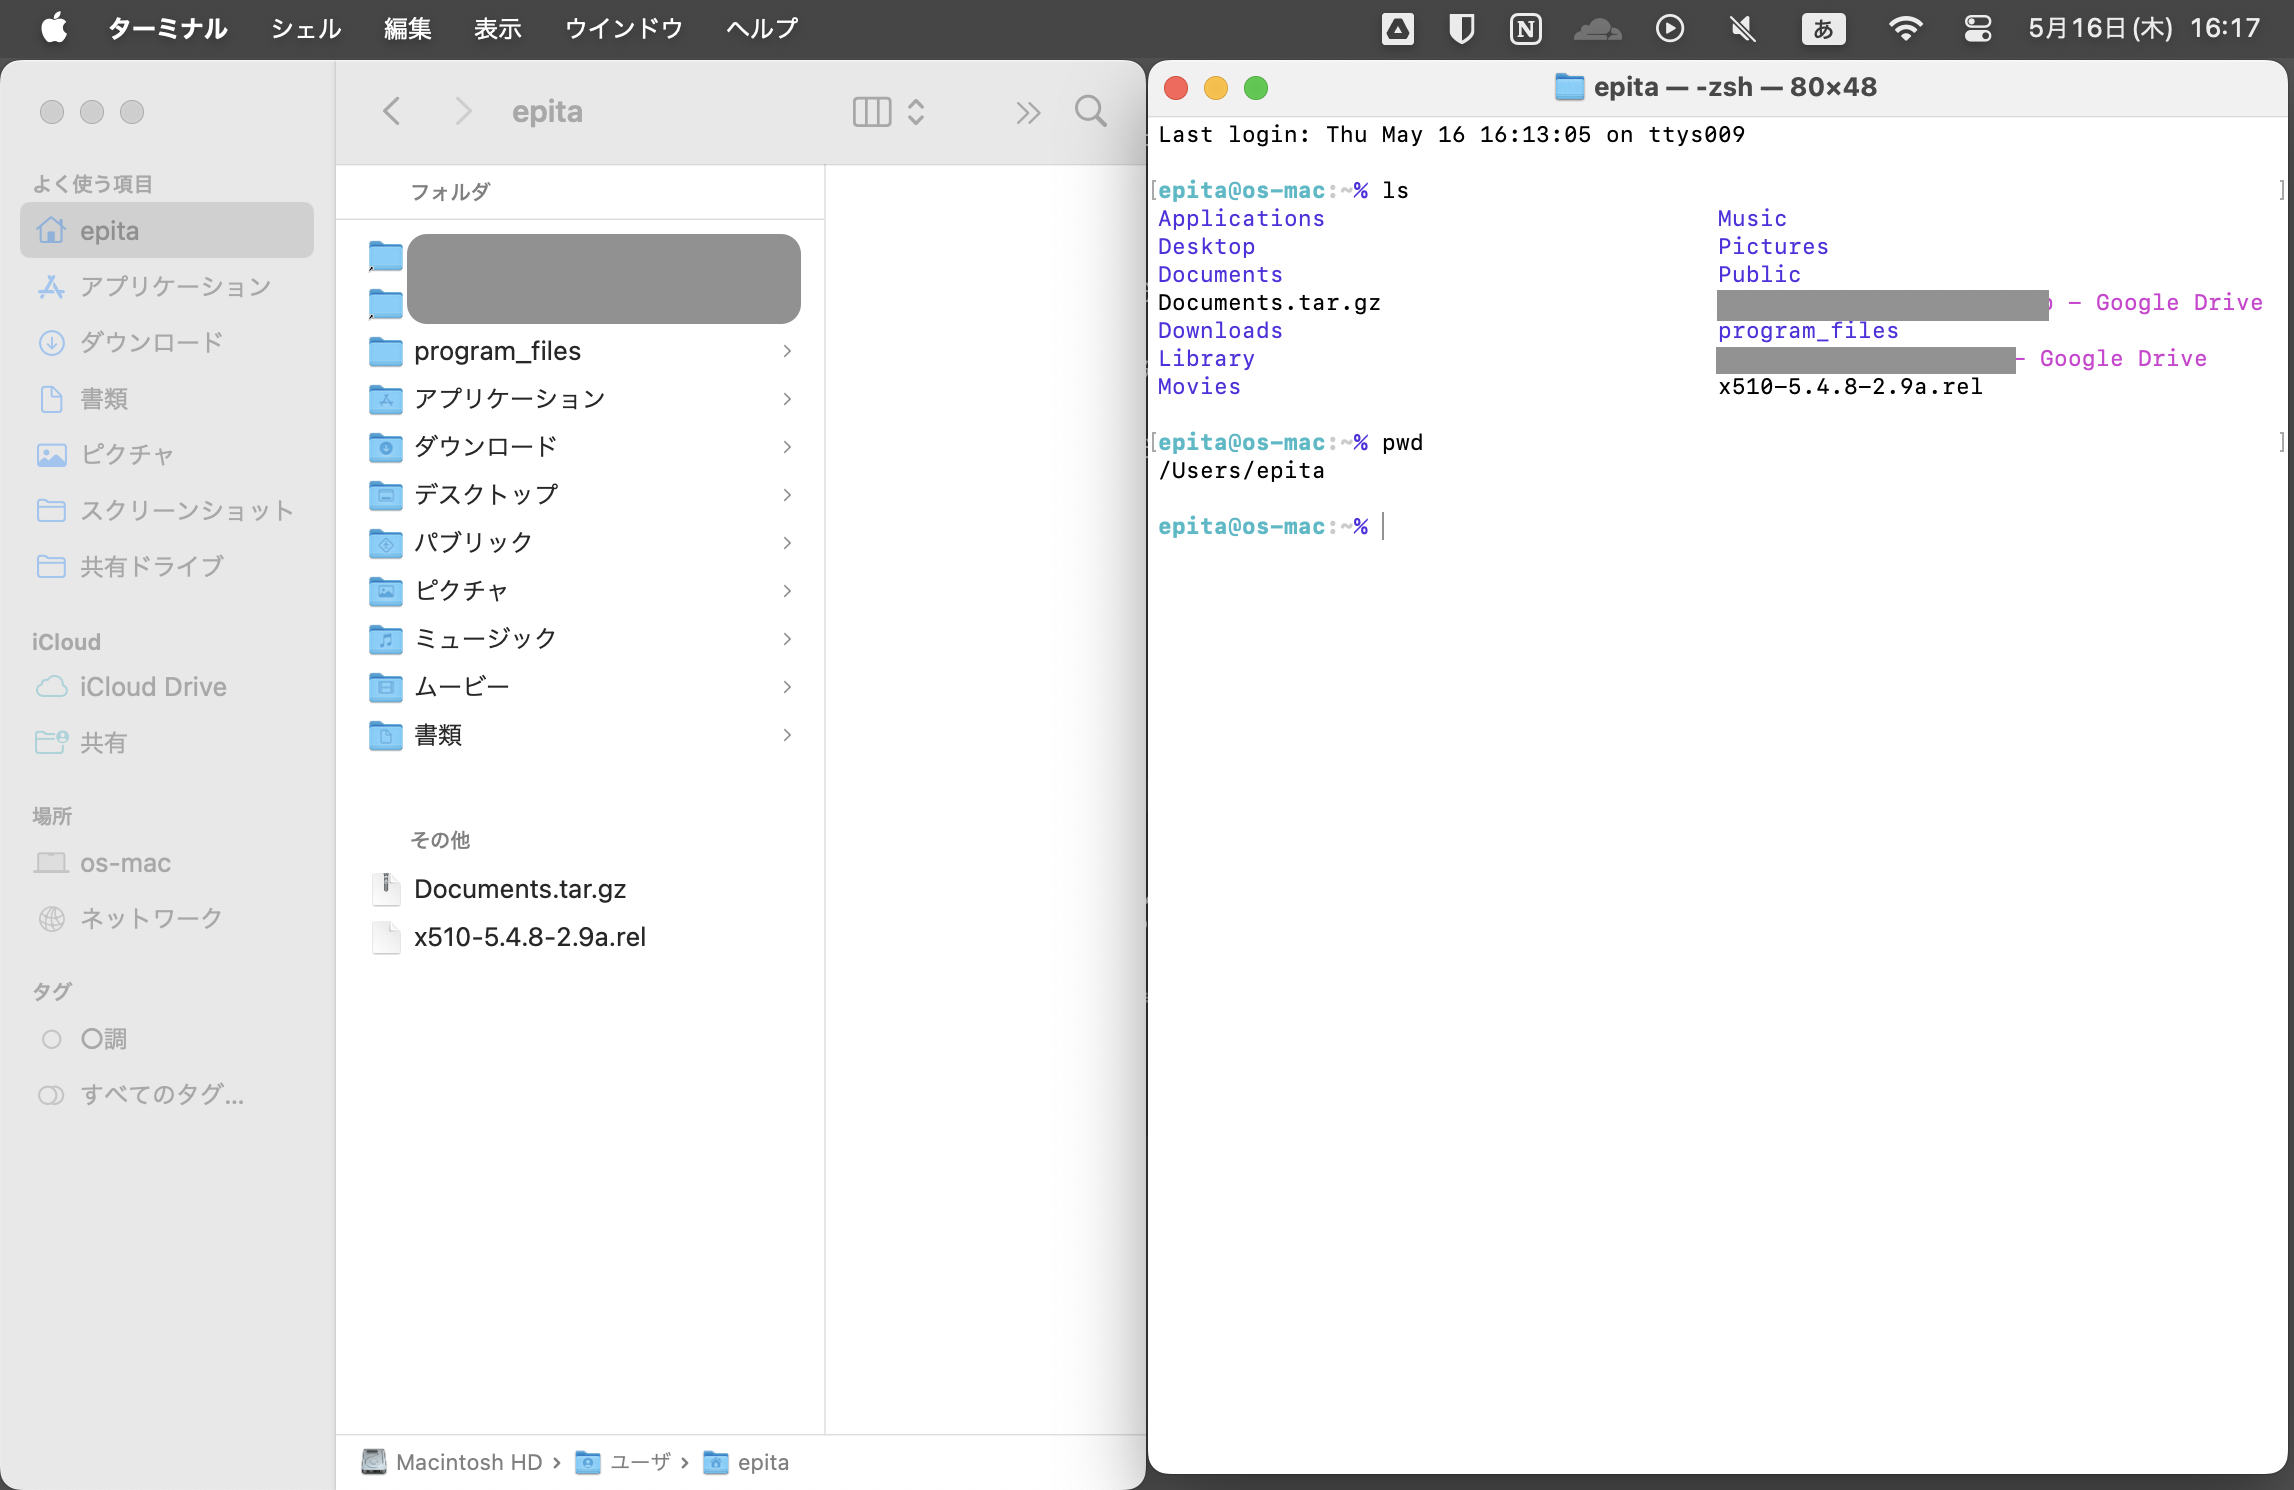 ターミナル シェル 編集 表示 ウインドウ ヘルプ あ 5月16日(木) 16:17
epita
よく使う項目
epita
アプリケーション
ダウンロード
書類
ピクチャ
スクリーンショット
共有ドライブ
iCloud
iCloud Drive
共有
場所
os-mac
ネットワーク
タグ
〇調
すべてのタグ...
フォルダ
program_files
アプリケーション
ダウンロード
デスクトップ
パブリック
ピクチャ
ミュージック
ムービー
書類
その他
Documents.tar.gz
x510-5.4.8-2.9a.rel
Macintosh HD › ユーザ › epita
epita — -zsh — 80×48
Last login: Thu May 16 16:13:05 on ttys009
[epita@os-mac:~% ls ]
Applications Music
Desktop Pictures
Documents Public
Documents.tar.gz - Google Drive
Downloads program_files
Library - Google Drive
Movies x510-5.4.8-2.9a.rel
[epita@os-mac:~% pwd ]
/Users/epita
epita@os-mac:~%